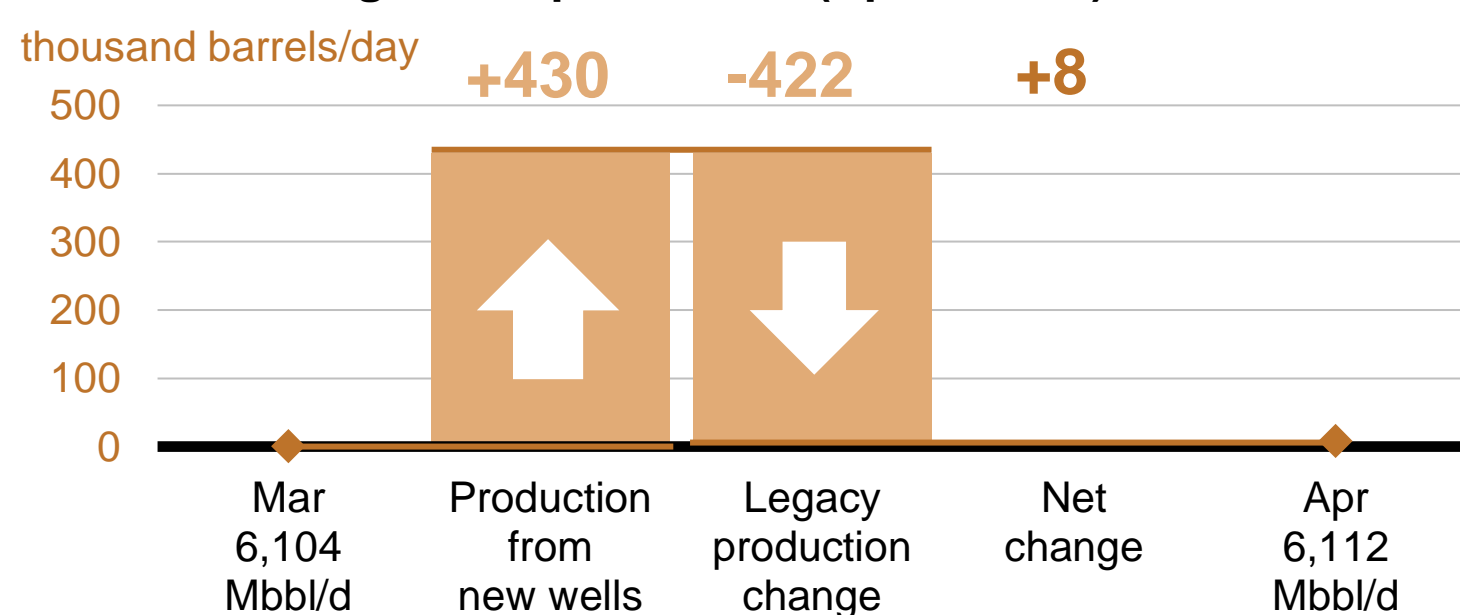 thousand barrels/day
+430 -422 +8
500
400
300
200
100
0
Mar
6,104
Mbbl/d
Production
from
new wells
Legacy
production
change
Net
change
Apr
6,112
Mbbl/d